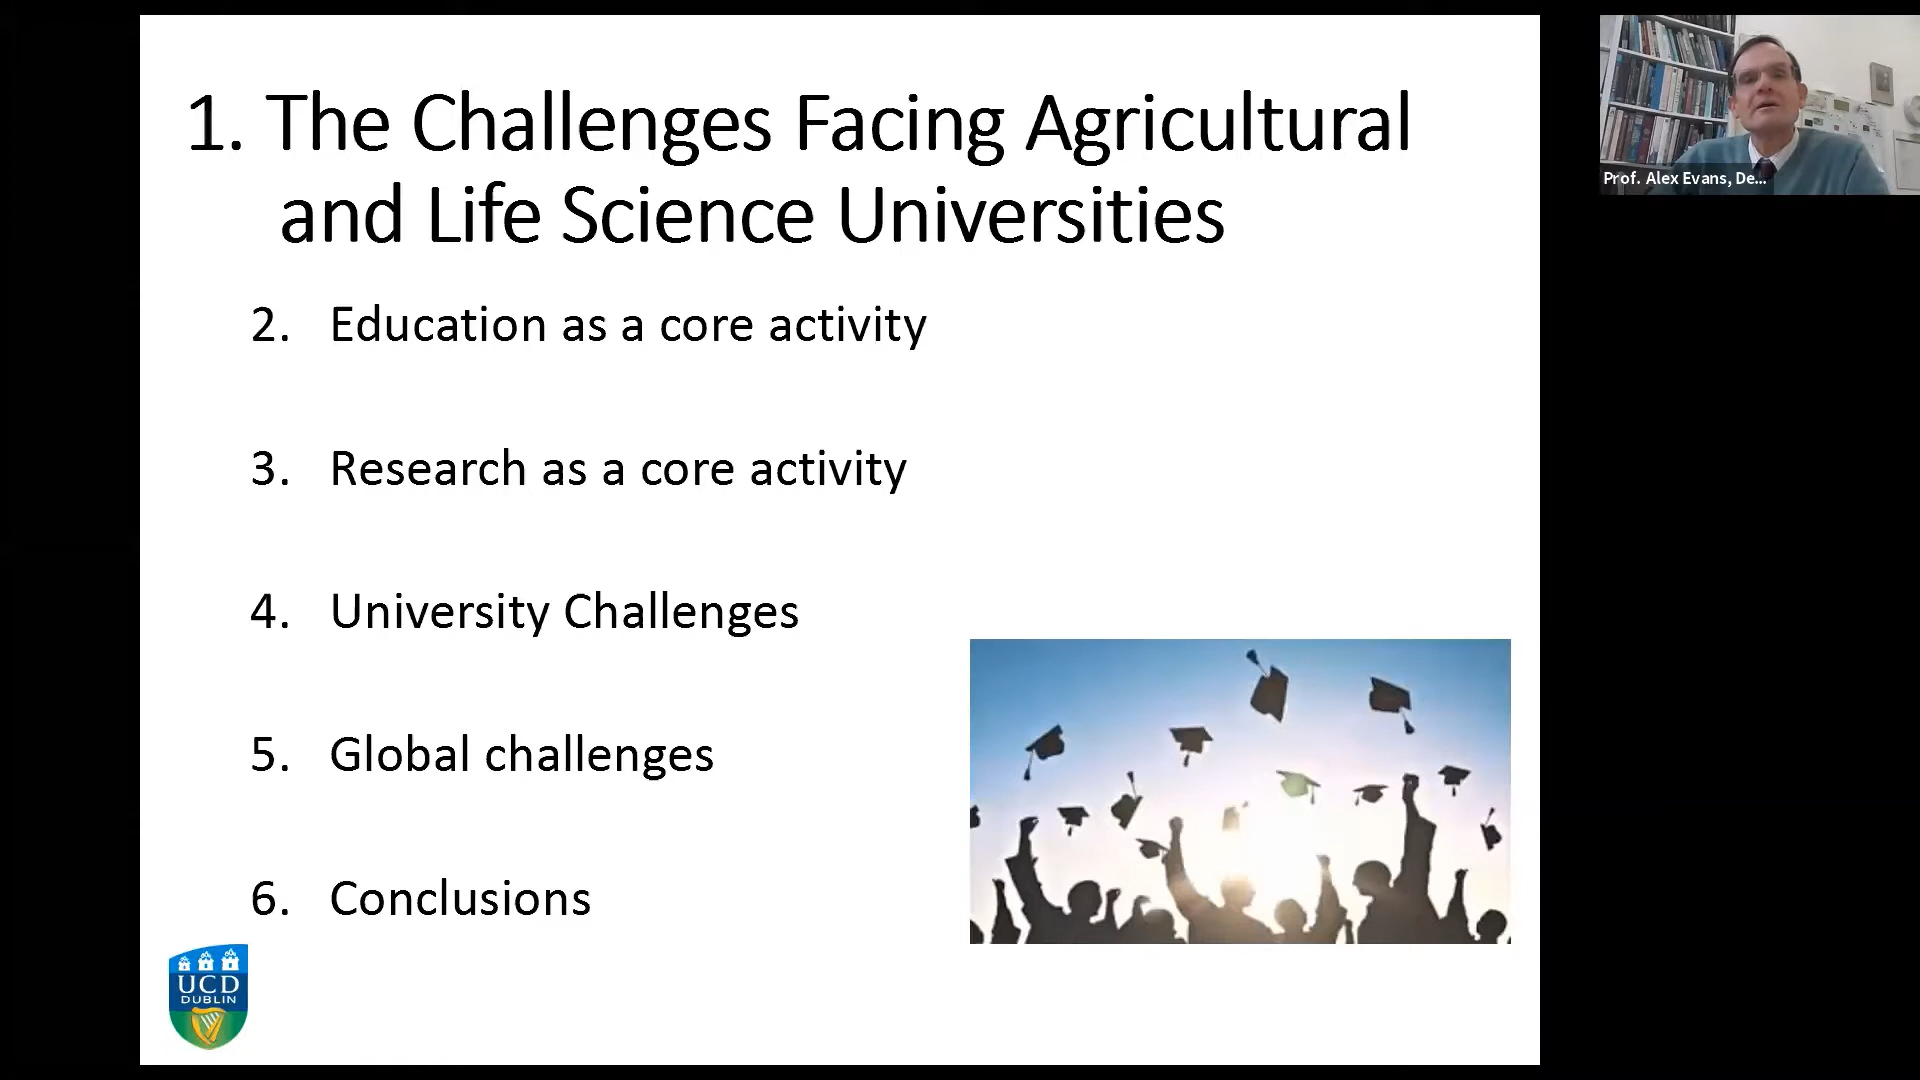 1. The Challenges Facing Agricultural
and Life Science Universities
2. Education as a core activity
3. Research as a core activity
4. University Challenges
5. Global challenges
6. Conclusions
UCD
DUBLIN
Prof. Alex Evans, De...